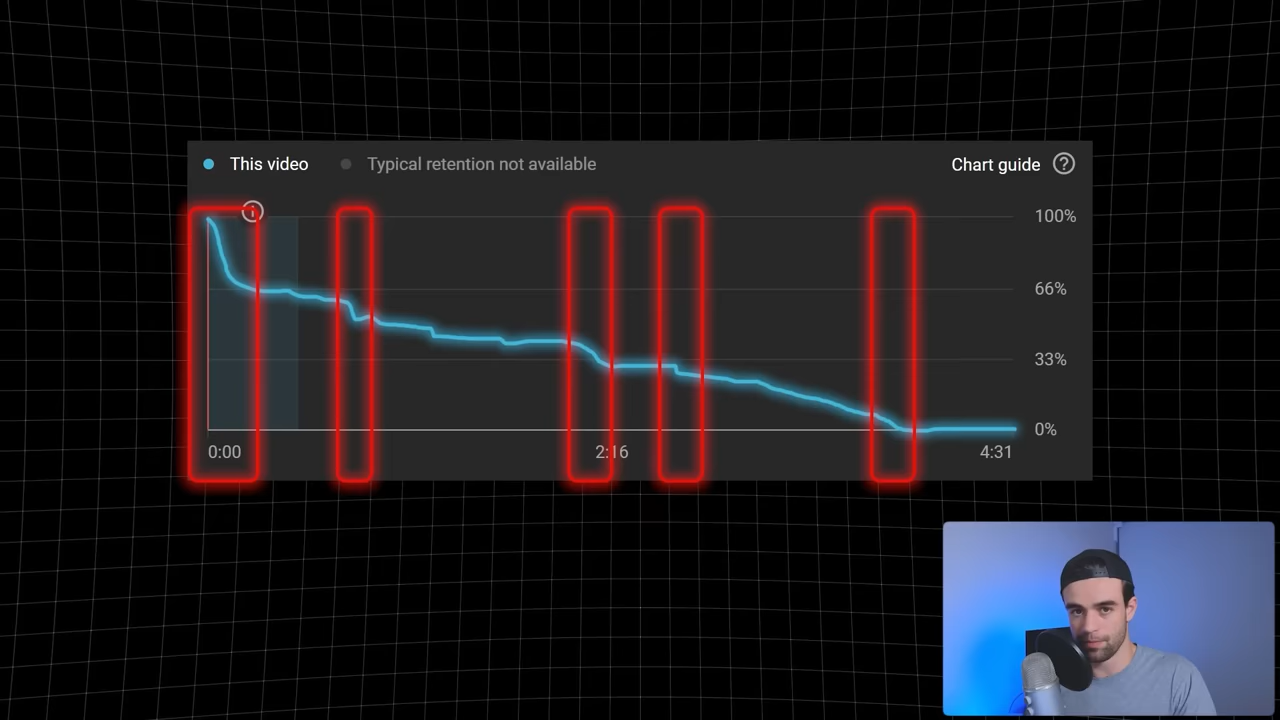 This video Typical retention not available Chart guide ?
100%
66%
33%
0%
0:00 2:16 4:31